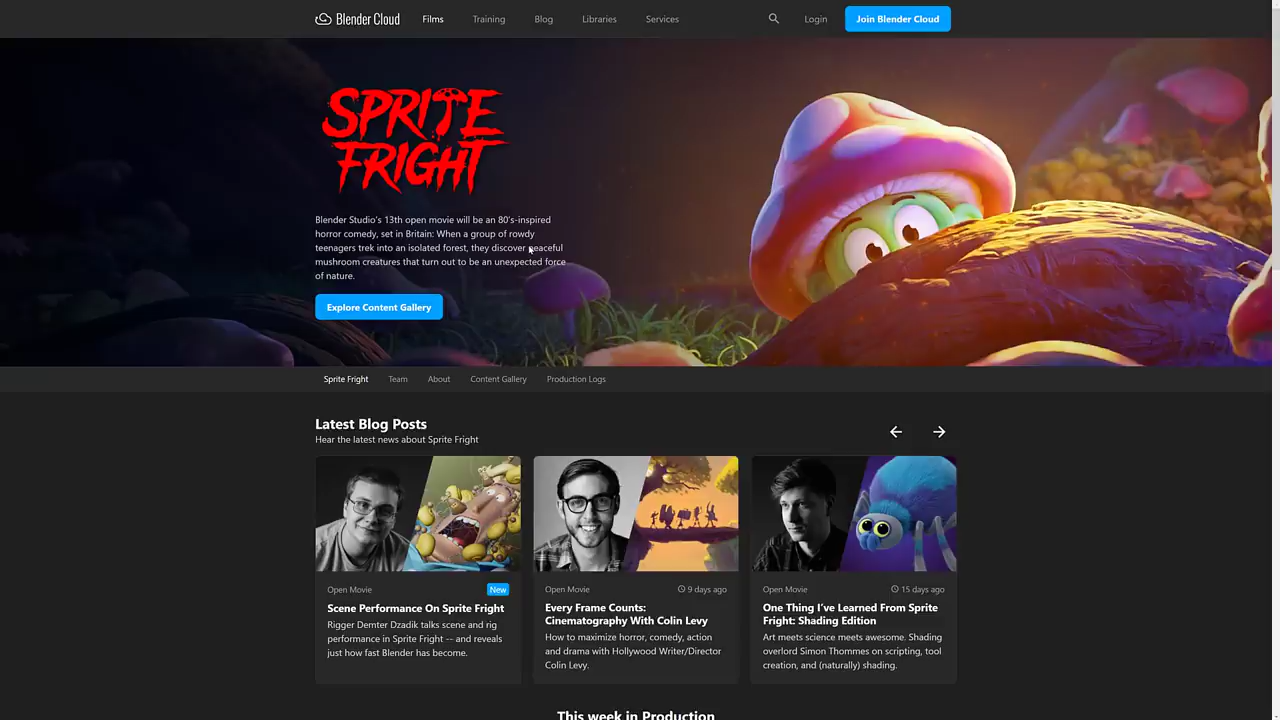 Blender Cloud Films Training Blog Libraries Services Login Join Blender Cloud
SPRITE
FRIGHT
Blender Studio's 13th open movie will be an 80's-inspired
horror comedy, set in Britain: When a group of rowdy
teenagers trek into an isolated forest, they discover peaceful
mushroom creatures that turn out to be an unexpected force
of nature.
Explore Content Gallery
Sprite Fright Team About Content Gallery Production Logs
Latest Blog Posts
Hear the latest news about Sprite Fright
Open Movie New
Scene Performance On Sprite Fright
Rigger Demter Dzadik talks scene and rig
performance in Sprite Fright -- and reveals
just how fast Blender has become.
Open Movie 9 days ago
Every Frame Counts:
Cinematography With Colin Levy
How to maximize horror, comedy, action
and drama with Hollywood Writer/Director
Colin Levy.
Open Movie 15 days ago
One Thing I've Learned From Sprite
Fright: Shading Edition
Art meets science meets awesome. Shading
overlord Simon Thommes on scripting, tool
creation, and (naturally) shading.
This week in Production